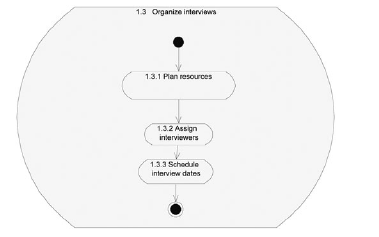 1.3 Organize interviews
1.3.1 Plan resources
1.3.2 Assign
interviewers
1.3.3 Schedule
interview dates